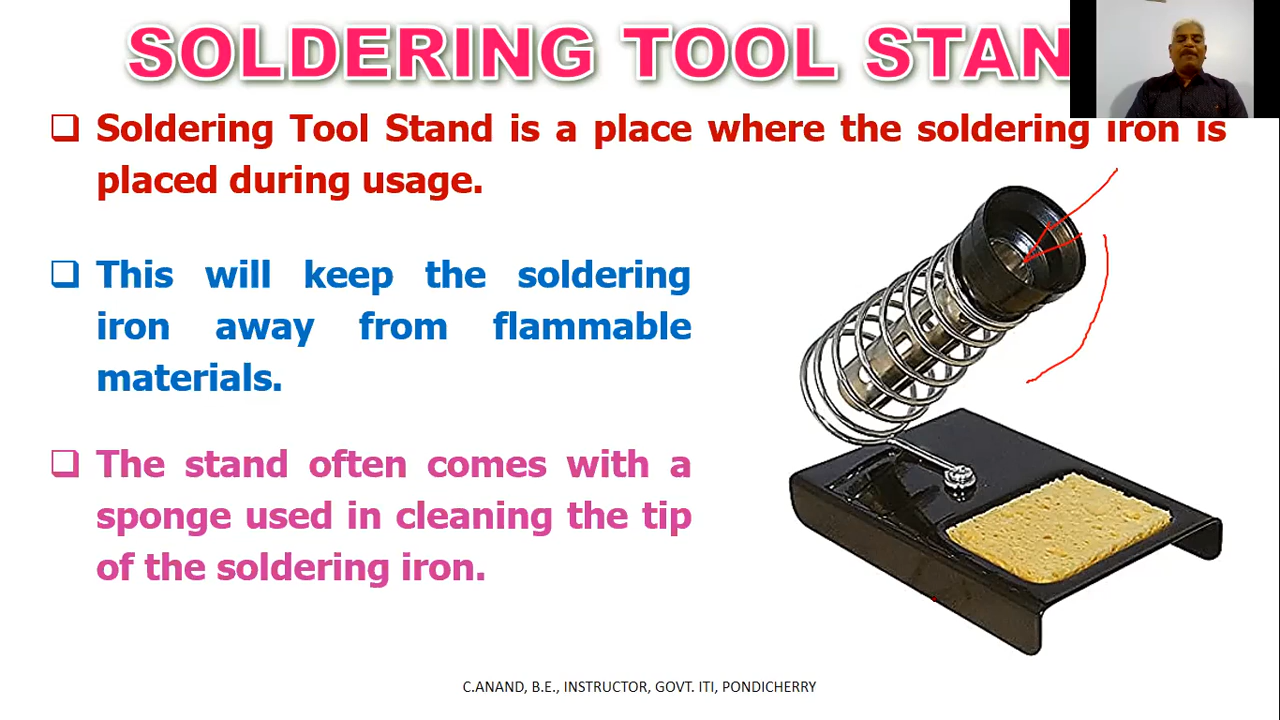 SOLDERING TOOL STAN
❑ Soldering Tool Stand is a place where the soldering iron is
placed during usage.
❑ This will keep the soldering
iron away from flammable
materials.
❑ The stand often comes with a
sponge used in cleaning the tip
of the soldering iron.
C.ANAND, B.E., INSTRUCTOR, GOVT. ITI, PONDICHERRY